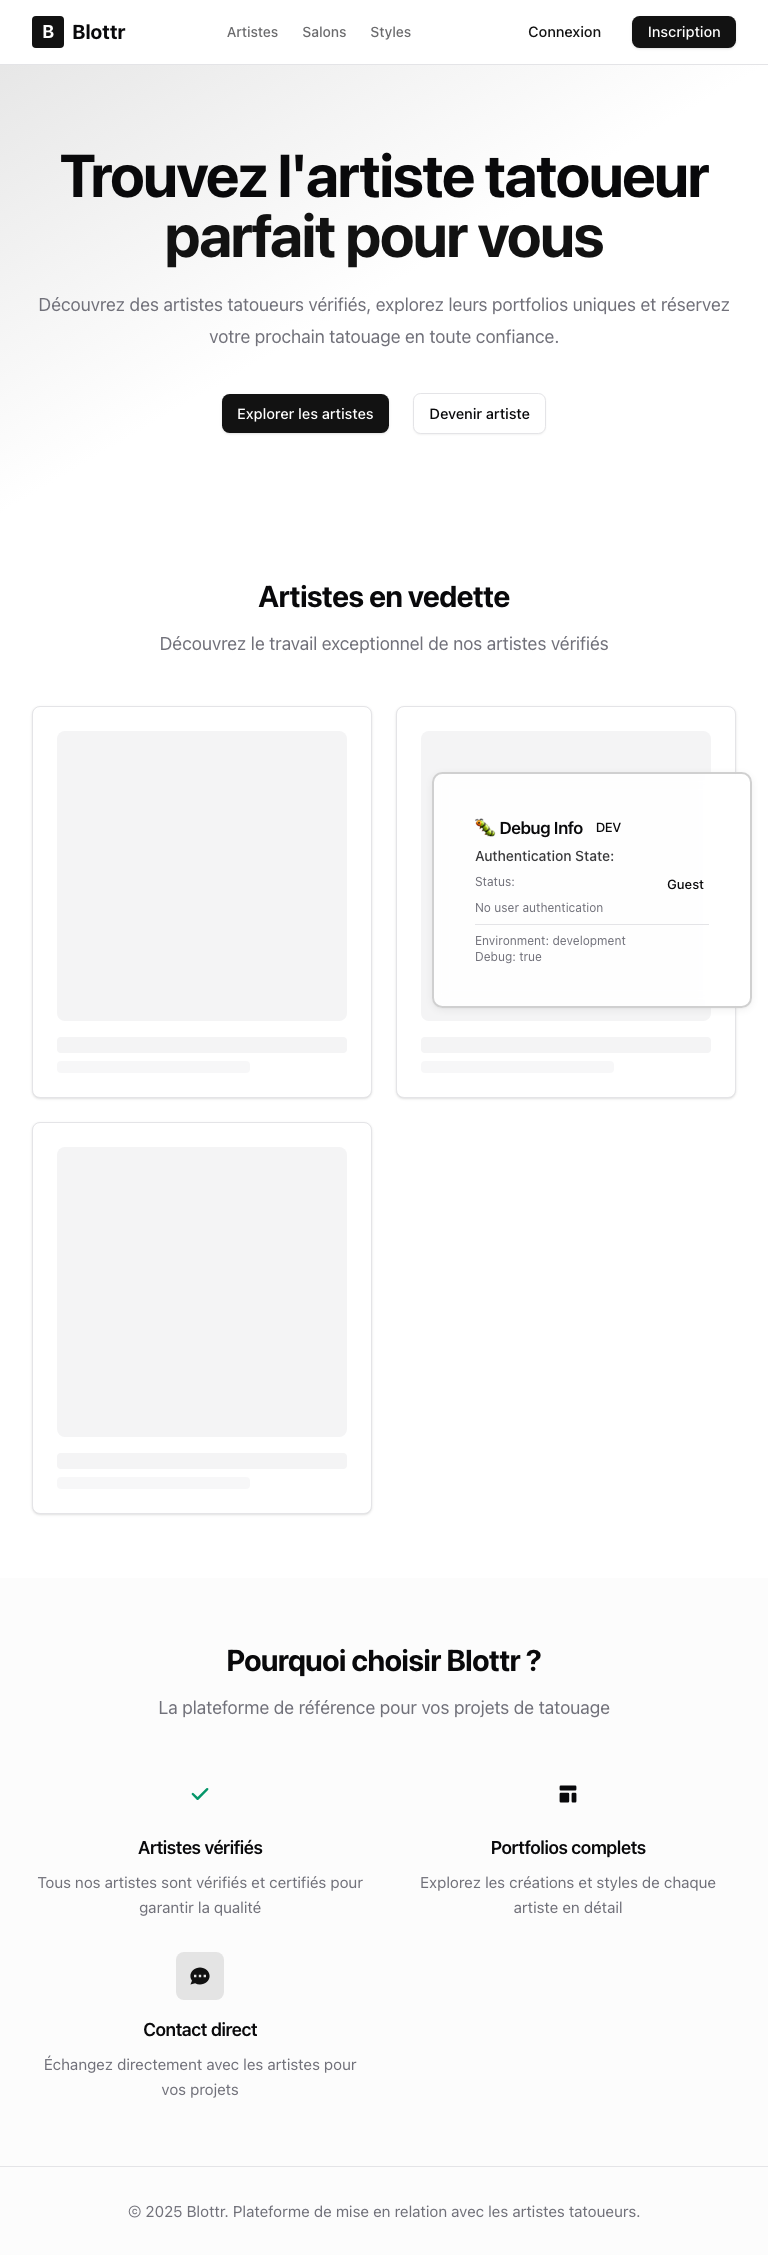 B Blottr
Artistes Salons Styles
Connexion Inscription
Trouvez l'artiste tatoueur
parfait pour vous
Découvrez des artistes tatoueurs vérifiés, explorez leurs portfolios uniques et réservez
votre prochain tatouage en toute confiance.
Explorer les artistes Devenir artiste
Artistes en vedette
Découvrez le travail exceptionnel de nos artistes vérifiés
🐛 Debug Info DEV
Authentication State:
Status: Guest
No user authentication
Environment: development
Debug: true
Pourquoi choisir Blottr ?
La plateforme de référence pour vos projets de tatouage
Artistes vérifiés
Tous nos artistes sont vérifiés et certifiés pour
garantir la qualité
Portfolios complets
Explorez les créations et styles de chaque
artiste en détail
Contact direct
Échangez directement avec les artistes pour
vos projets
© 2025 Blottr. Plateforme de mise en relation avec les artistes tatoueurs.